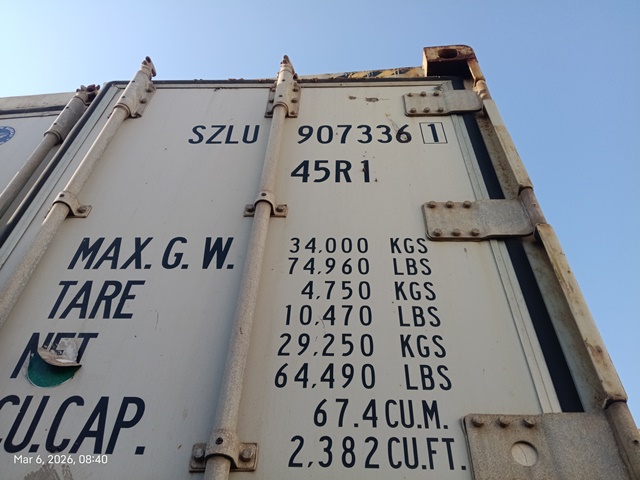 SZLU 907336 1
45R1
MAX. G. W. 34,000 KGS
74,960 LBS
TARE 4,750 KGS
10,470 LBS
NET 29,250 KGS
64,490 LBS
CU.CAP. 67.4 CU.M.
2,382 CU.FT.
Mar 6, 2026, 08:40